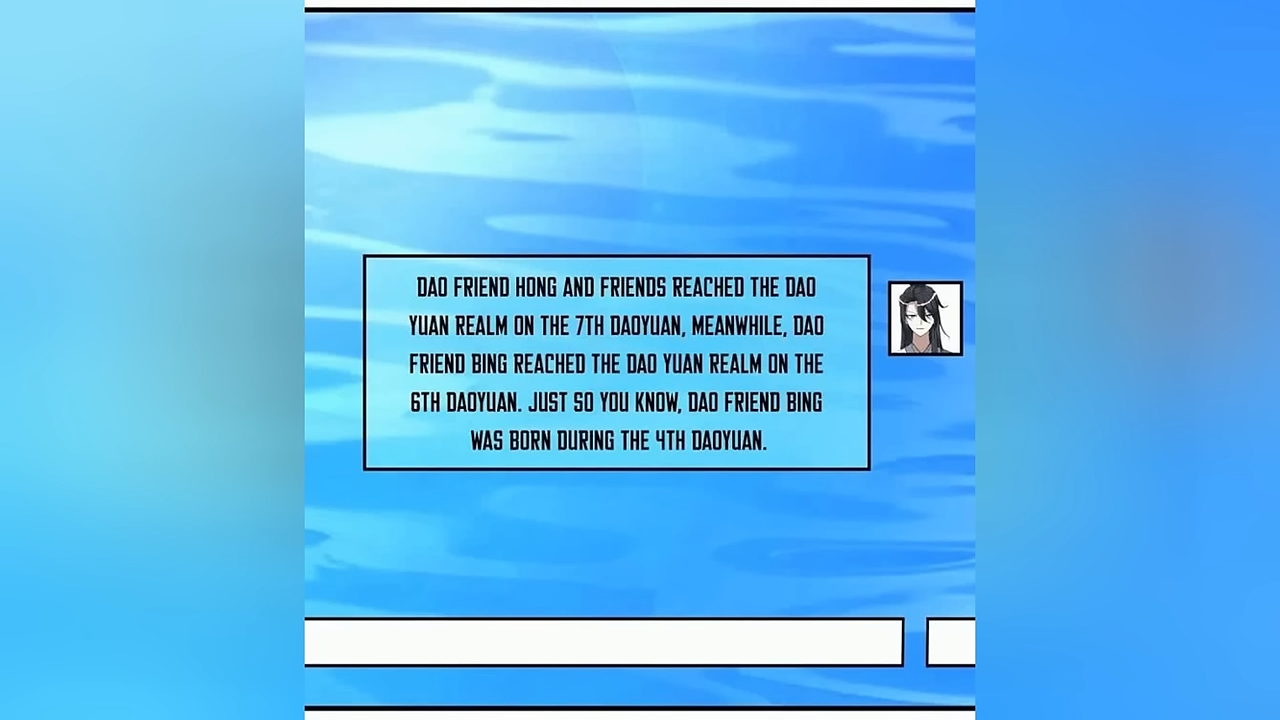 DAO FRIEND HONG AND FRIENDS REACHED THE DAO
YUAN REALM ON THE 7TH DAOYUAN, MEANWHILE, DAO
FRIEND BING REACHED THE DAO YUAN REALM ON THE
6TH DAOYUAN. JUST SO YOU KNOW, DAO FRIEND BING
WAS BORN DURING THE 4TH DAOYUAN.